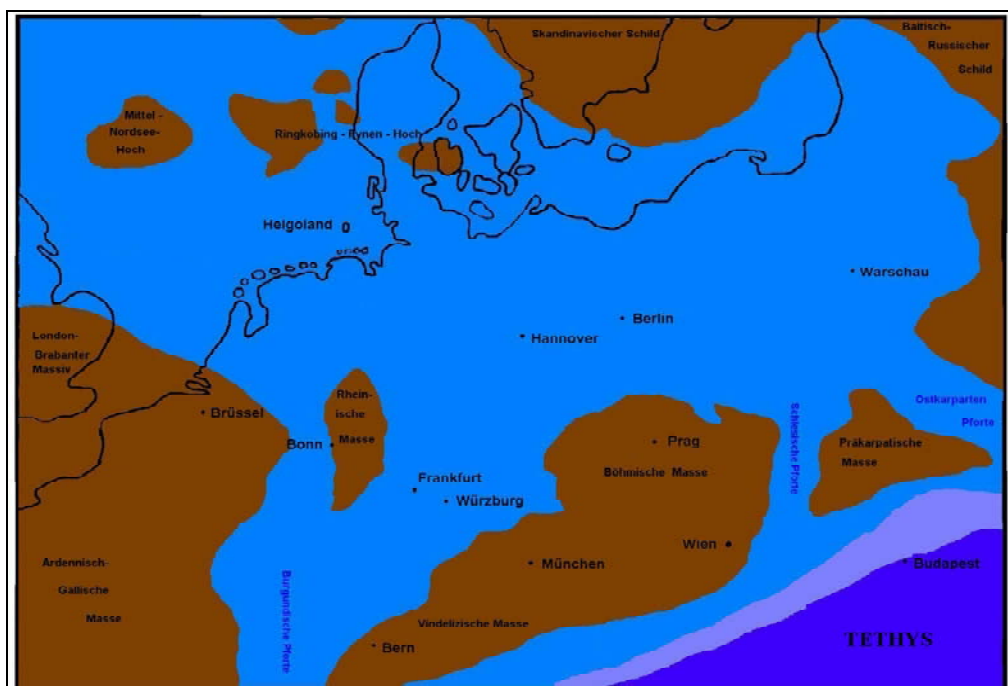 Skandinavischer Schild
Baltisch-
Russischer
Schild
Mittel -
Nordsee-
Hoch
Ringkobing - Fynen - Hoch
Helgoland
Warschau
Berlin
Hannover
London-
Brabanter
Massiv
Brüssel
Rhein-
ische
Masse
Bonn
Ostkarparten
Pforte
Schlesische Pforte
Präkarpatische
Masse
Prag
Böhmische Masse
Frankfurt
Würzburg
Wien
München
Budapest
Ardennisch-
Gallische
Masse
Burgundische Pforte
Vindelizische Masse
Bern
TETHYS